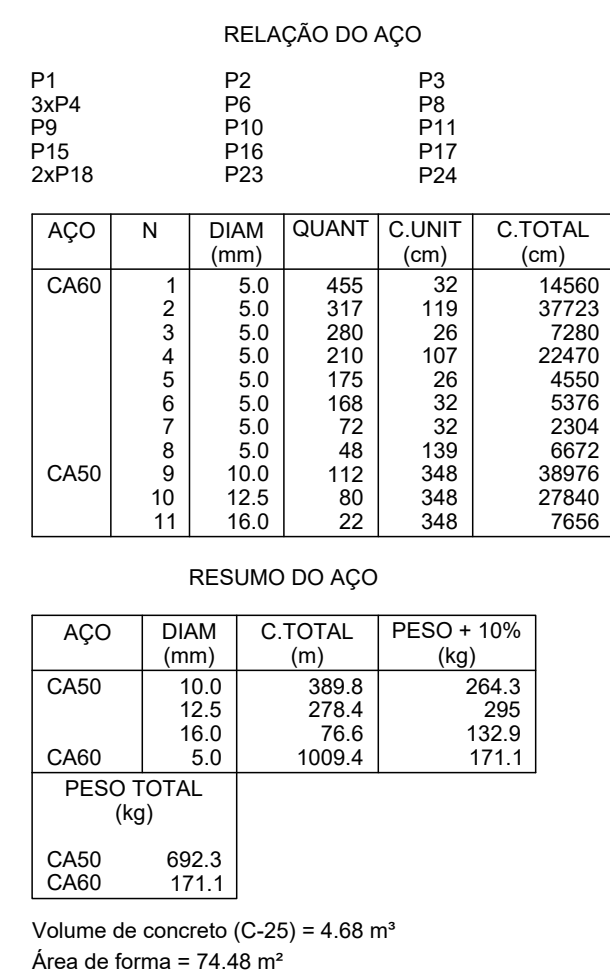 RELAÇÃO DO AÇO
P1 P2 P3
3xP4 P6 P8
P9 P10 P11
P15 P16 P17
2xP18 P23 P24
AÇO N DIAM QUANT C.UNIT C.TOTAL
(mm) (cm) (cm)
CA60 1 5.0 455 32 14560
2 5.0 317 119 37723
3 5.0 280 26 7280
4 5.0 210 107 22470
5 5.0 175 26 4550
6 5.0 168 32 5376
7 5.0 72 32 2304
8 5.0 48 139 6672
CA50 9 10.0 112 348 38976
10 12.5 80 348 27840
11 16.0 22 348 7656
RESUMO DO AÇO
AÇO DIAM C.TOTAL PESO + 10%
(mm) (m) (kg)
CA50 10.0 389.8 264.3
12.5 278.4 295
16.0 76.6 132.9
CA60 5.0 1009.4 171.1
PESO TOTAL
(kg)
CA50 692.3
CA60 171.1
Volume de concreto (C-25) = 4.68 m³
Área de forma = 74.48 m²